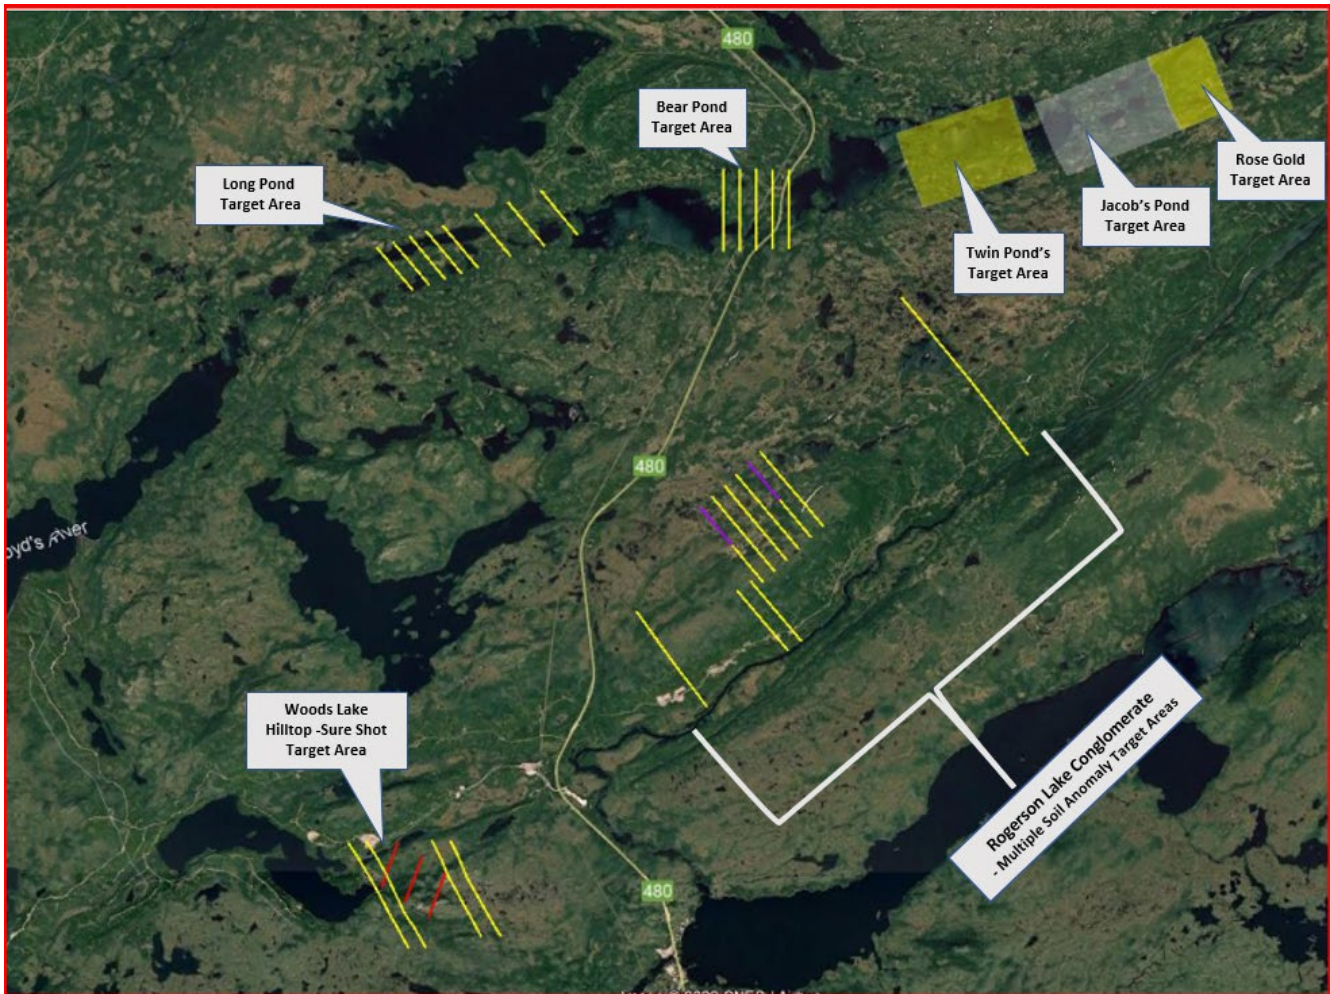 480
Bear Pond
Target Area
Long Pond
Target Area
Rose Gold
Target Area
Jacob's Pond
Target Area
Twin Pond's
Target Area
480
oyd's River
Woods Lake
Hilltop -Sure Shot
Target Area
Rogerson Lake Conglomerate
- Multiple Soil Anomaly Target Areas
480